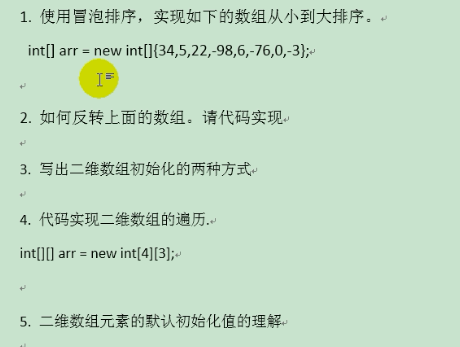 1. 使用冒泡排序，实现如下的数组从小到大排序。
int[] arr = new int[]{34,5,22,-98,6,-76,0,-3};
2. 如何反转上面的数组。请代码实现
3. 写出二维数组初始化的两种方式
4. 代码实现二维数组的遍历.
int[][] arr = new int[4][3];
5. 二维数组元素的默认初始化值的理解